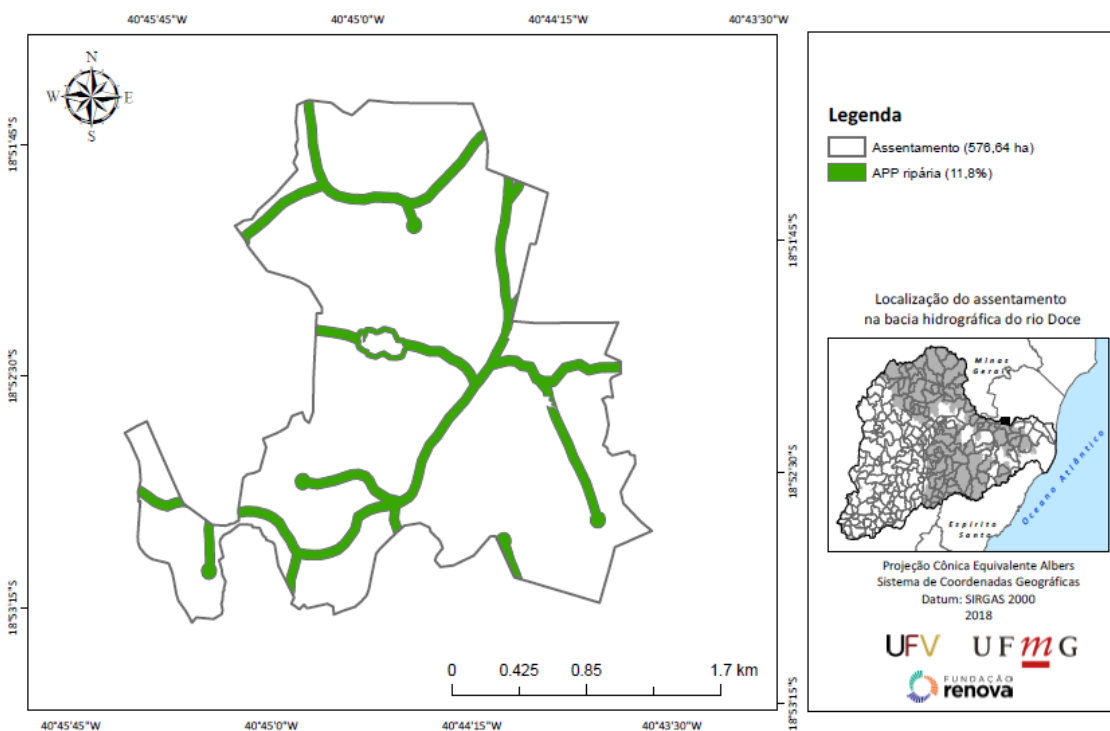 40°45'45"W 40°45'0"W 40°44'15"W 40°43'30"W
N
W E
S
18°51'45"S
18°52'30"S
18°53'15"S
18°51'45"S
18°52'30"S
18°53'15"S
0 0.425 0.85 1.7 km
40°45'45"W 40°45'0"W 40°44'15"W 40°43'30"W
Legenda
Assentamento (576,64 ha)
APP ripária (11,8%)
Localização do assentamento
na bacia hidrográfica do rio Doce
Minas
Gerais
Oceano Atlântico
Espírito
Santo
Projeção Cônica Equivalente Albers
Sistema de Coordenadas Geográficas
Datum: SIRGAS 2000
2018
UFV UFmG
FUNDAÇÃO
renova